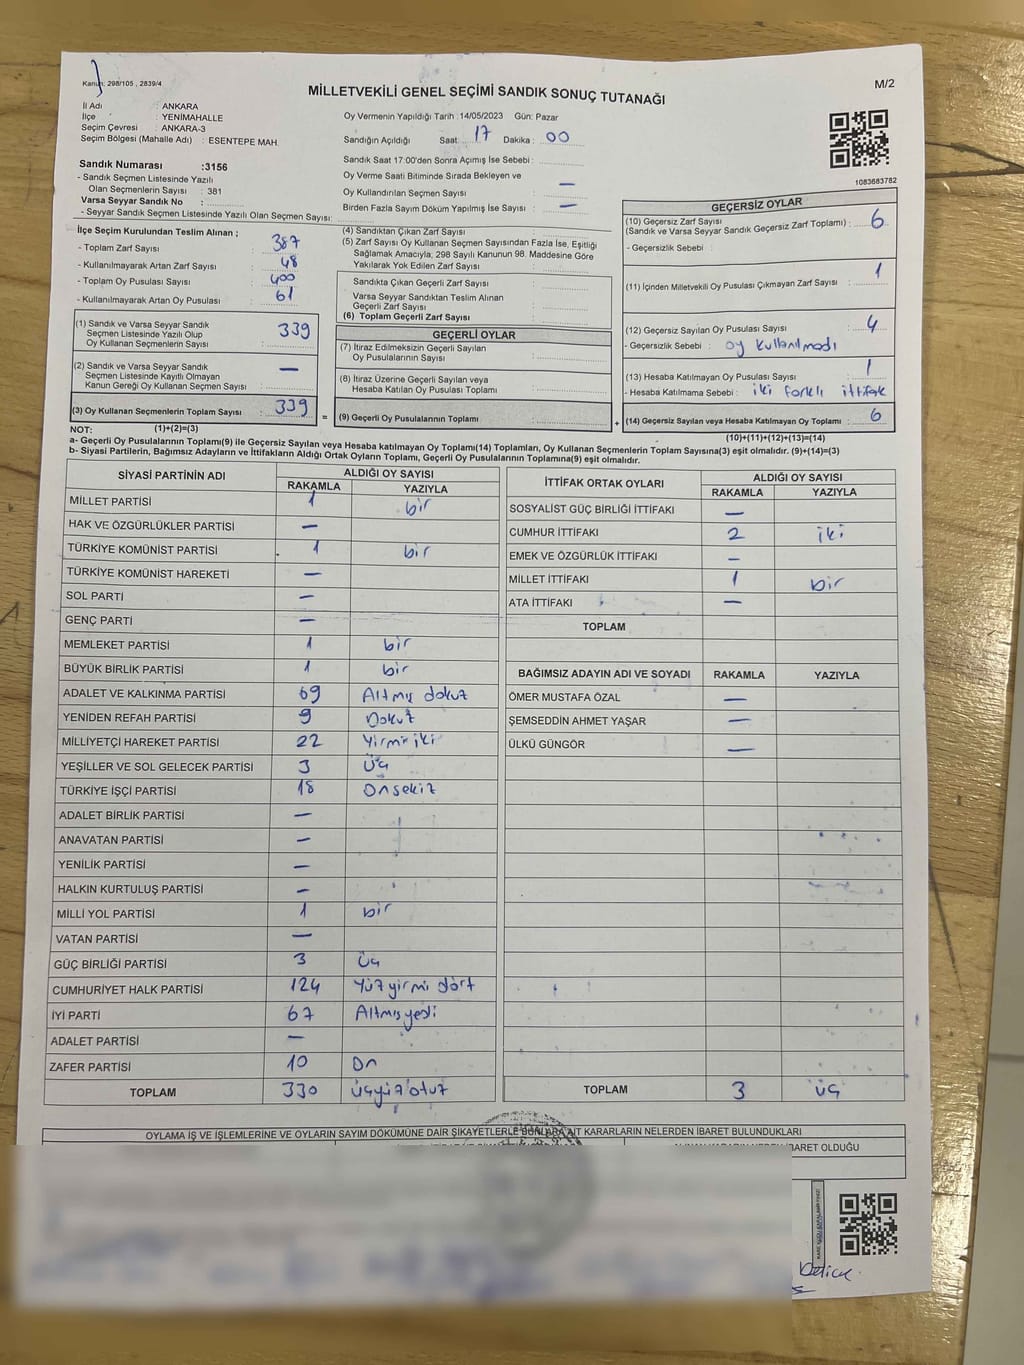 Kanun: 298/105 , 2839/4
M/2
MİLLETVEKİLİ GENEL SEÇİMİ SANDIK SONUÇ TUTANAĞI
İl Adı : ANKARA
İlçe : YENİMAHALLE
Seçim Çevresi : ANKARA-3
Seçim Bölgesi (Mahalle Adı) : ESENTEPE MAH.
Sandık Numarası :3156
- Sandık Seçmen Listesinde Yazılı
Olan Seçmenlerin Sayısı : 381
Varsa Seyyar Sandık No :
- Seyyar Sandık Seçmen Listesinde Yazılı Olan Seçmen Sayısı:
Oy Vermenin Yapıldığı Tarih :14/05/2023 Gün: Pazar
Sandığın Açıldığı Saat: 17 Dakika : 00
Sandık Saat 17:00'den Sonra Açımış İse Sebebi :
Oy Verme Saati Bitiminde Sırada Bekleyen ve
Oy Kullandırılan Seçmen Sayısı : —
Birden Fazla Sayım Döküm Yapılmış İse Sayısı : —
1083683782
İlçe Seçim Kurulundan Teslim Alınan ;
- Toplam Zarf Sayısı : 387
- Kullanılmayarak Artan Zarf Sayısı : 48
- Toplam Oy Pusulası Sayısı : 400
- Kullanılmayarak Artan Oy Pusulası : 61
(1) Sandık ve Varsa Seyyar Sandık
Seçmen Listesinde Yazılı Olup
Oy Kullanan Seçmenlerin Sayısı : 339
(2) Sandık ve Varsa Seyyar Sandık
Seçmen Listesinde Kayıtlı Olmayan
Kanun Gereği Oy Kullanan Seçmen Sayısı : —
(3) Oy Kullanan Seçmenlerin Toplam Sayısı : 339 =
(4) Sandıktan Çıkan Zarf Sayısı :
(5) Zarf Sayısı Oy Kullanan Seçmen Sayısından Fazla İse, Eşitliği
Sağlamak Amacıyla; 298 Sayılı Kanunun 98. Maddesine Göre
Yakılarak Yok Edilen Zarf Sayısı :
Sandıkta Çıkan Geçerli Zarf Sayısı :
Varsa Seyyar Sandıktan Teslim Alınan
Geçerli Zarf Sayısı :
(6) Toplam Geçerli Zarf Sayısı :
GEÇERLİ OYLAR
(7) İtiraz Edilmeksizin Geçerli Sayılan
Oy Pusulalarının Sayısı :
(8) İtiraz Üzerine Geçerli Sayılan veya
Hesaba Katılan Oy Pusulası Toplamı :
(9) Geçerli Oy Pusulalarının Toplamı : +
GEÇERSİZ OYLAR
(10) Geçersiz Zarf Sayısı
(Sandık ve Varsa Seyyar Sandık Geçersiz Zarf Toplamı) : 6
- Geçersizlik Sebebi :
(11) İçinden Milletvekili Oy Pusulası Çıkmayan Zarf Sayısı : 1
(12) Geçersiz Sayılan Oy Pusulası Sayısı : 4
- Geçersizlik Sebebi : oy kullanılmadı
(13) Hesaba Katılmayan Oy Pusulası Sayısı : 1
- Hesaba Katılmama Sebebi : iki farklı ittifak
(14) Geçersiz Sayılan veya Hesaba Katılmayan Oy Toplamı : 6
NOT: (1)+(2)=(3)
(10)+(11)+(12)+(13)=(14)
a- Geçerli Oy Pusulalarının Toplamı(9) ile Geçersiz Sayılan veya Hesaba katılmayan Oy Toplamı(14) Toplamları, Oy Kullanan Seçmenlerin Toplam Sayısına(3) eşit olmalıdır. (9)+(14)=(3)
b- Siyasi Partilerin, Bağımsız Adayların ve İttifakların Aldığı Ortak Oyların Toplamı, Geçerli Oy Pusulalarının Toplamına(9) eşit olmalıdır.
SİYASİ PARTİNİN ADI ALDIĞI OY SAYISI
RAKAMLA YAZIYLA
MİLLET PARTİSİ 1 bir
HAK VE ÖZGÜRLÜKLER PARTİSİ —
TÜRKİYE KOMÜNİST PARTİSİ 1 bir
TÜRKİYE KOMÜNİST HAREKETİ —
SOL PARTİ —
GENÇ PARTİ —
MEMLEKET PARTİSİ 1 bir
BÜYÜK BİRLİK PARTİSİ 1 bir
ADALET VE KALKINMA PARTİSİ 69 Altmış dokuz
YENİDEN REFAH PARTİSİ 9 Dokuz
MİLLİYETÇİ HAREKET PARTİSİ 22 Yirmi iki
YEŞİLLER VE SOL GELECEK PARTİSİ 3 Üç
TÜRKİYE İŞÇİ PARTİSİ 18 Onsekiz
ADALET BİRLİK PARTİSİ —
ANAVATAN PARTİSİ —
YENİLİK PARTİSİ —
HALKIN KURTULUŞ PARTİSİ —
MİLLİ YOL PARTİSİ 1 bir
VATAN PARTİSİ —
GÜÇ BİRLİĞİ PARTİSİ 3 üç
CUMHURİYET HALK PARTİSİ 124 Yüz yirmi dört
İYİ PARTİ 67 Altmış yedi
ADALET PARTİSİ —
ZAFER PARTİSİ 10 On
TOPLAM 330 üçyüz otuz
İTTİFAK ORTAK OYLARI ALDIĞI OY SAYISI
RAKAMLA YAZIYLA
SOSYALİST GÜÇ BİRLİĞİ İTTİFAKI —
CUMHUR İTTİFAKI 2 iki
EMEK VE ÖZGÜRLÜK İTTİFAKI —
MİLLET İTTİFAKI 1 bir
ATA İTTİFAKI —
TOPLAM
BAĞIMSIZ ADAYIN ADI VE SOYADI RAKAMLA YAZIYLA
ÖMER MUSTAFA ÖZAL —
ŞEMSEDDİN AHMET YAŞAR —
ÜLKÜ GÜNGÖR —
TOPLAM 3 üç
OYLAMA İŞ VE İŞLEMLERİNE VE OYLARIN SAYIM DÖKÜMÜNE DAİR ŞİKAYETLERLE BUNLARA AİT KARARLARIN NELERDEN İBARET BULUNDUKLARI
İBARET OLDUĞU